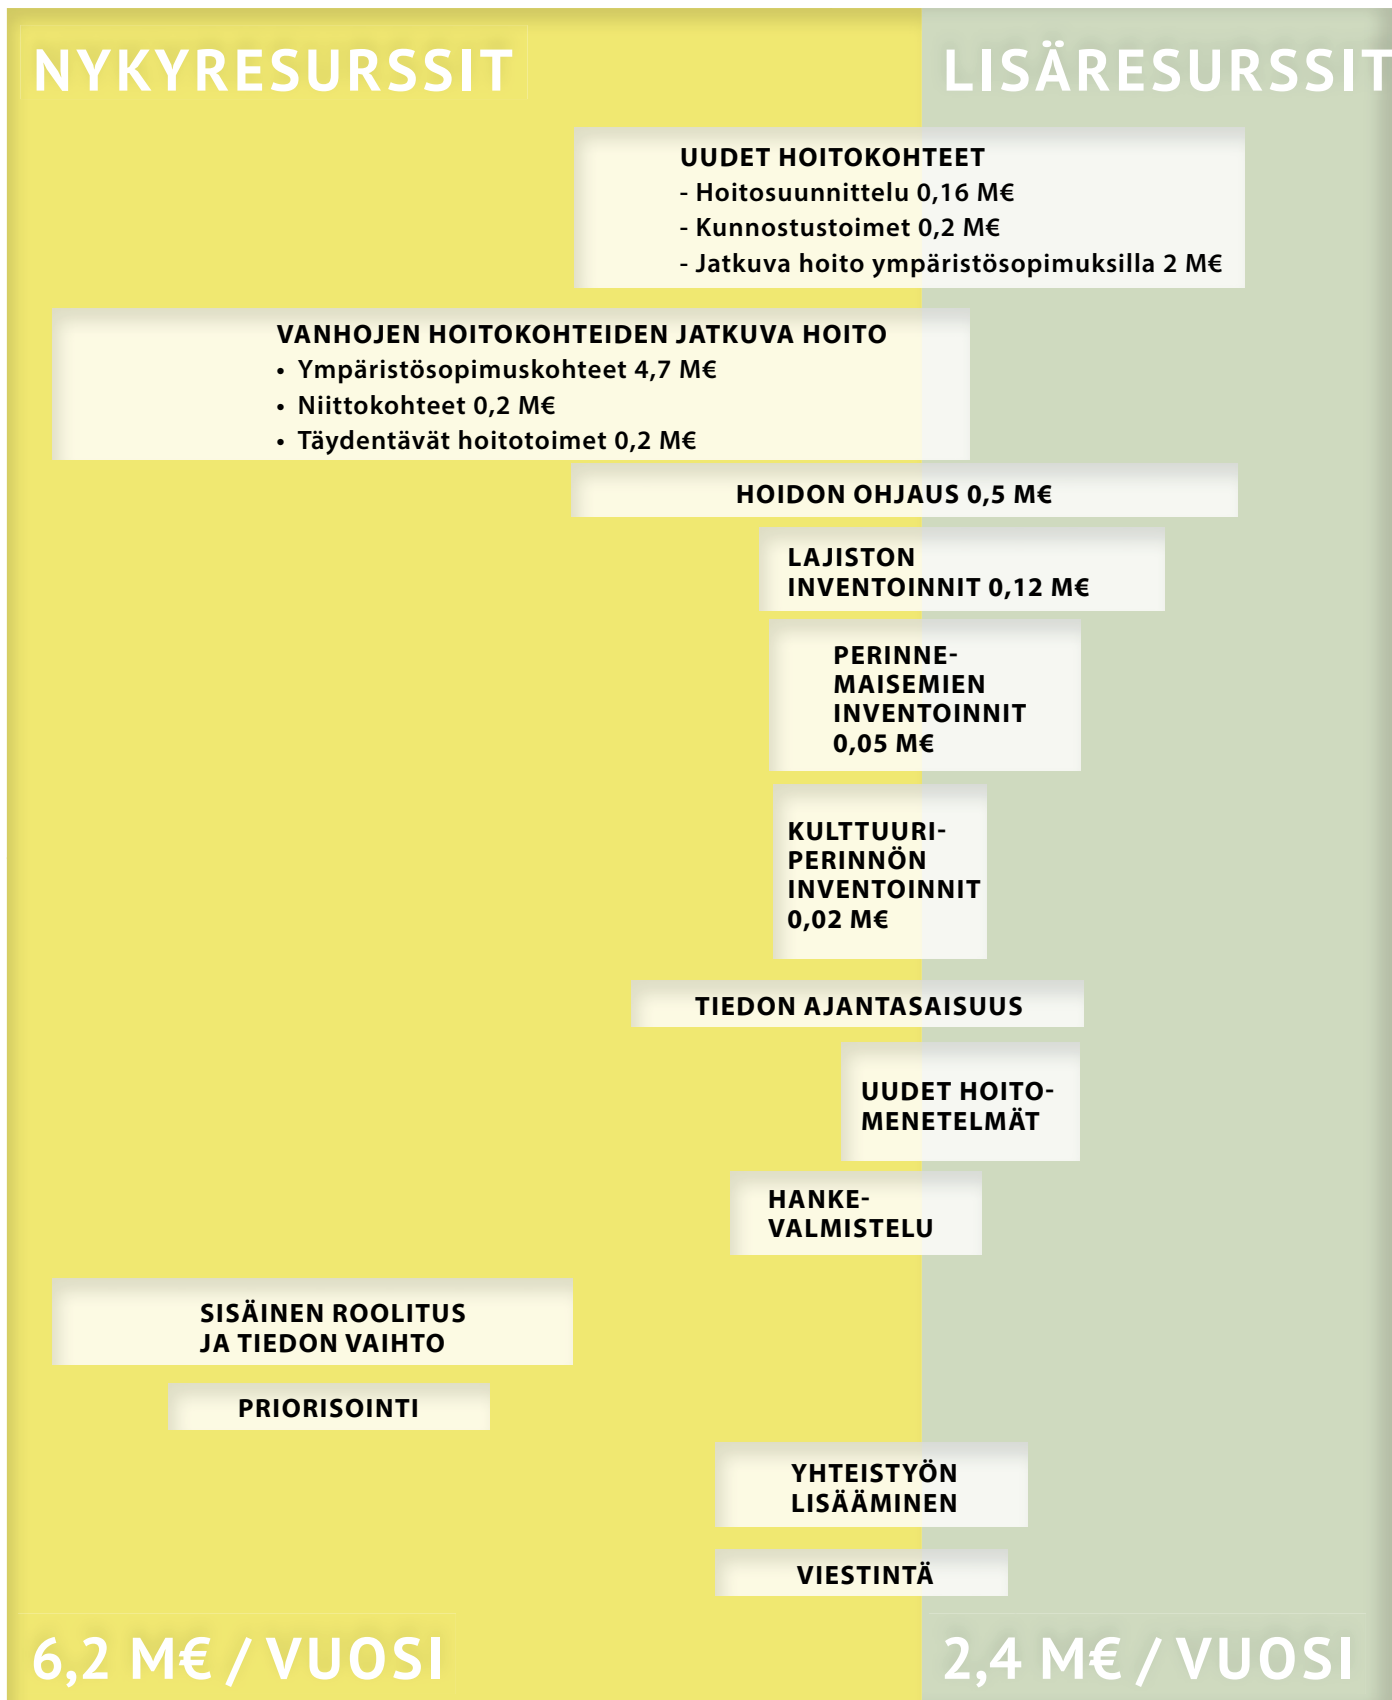 NYKYRESURSSIT
LISÄRESURSSIT
UUDET HOITOKOHTEET
- Hoitosuunnittelu 0,16 M€
- Kunnostustoimet 0,2 M€
- Jatkuva hoito ympäristösopimuksilla 2 M€
VANHOJEN HOITOKOHTEIDEN JATKUVA HOITO
• Ympäristösopimuskohteet 4,7 M€
• Niittokohteet 0,2 M€
• Täydentävät hoitotoimet 0,2 M€
HOIDON OHJAUS 0,5 M€
LAJISTON
INVENTOINNIT 0,12 M€
PERINNE-
MAISEMIEN
INVENTOINNIT
0,05 M€
KULTTUURI-
PERINNÖN
INVENTOINNIT
0,02 M€
TIEDON AJANTASAISUUS
UUDET HOITO-
MENETELMÄT
HANKE-
VALMISTELU
SISÄINEN ROOLITUS
JA TIEDON VAIHTO
PRIORISOINTI
YHTEISTYÖN
LISÄÄMINEN
VIESTINTÄ
6,2 M€ / VUOSI
2,4 M€ / VUOSI